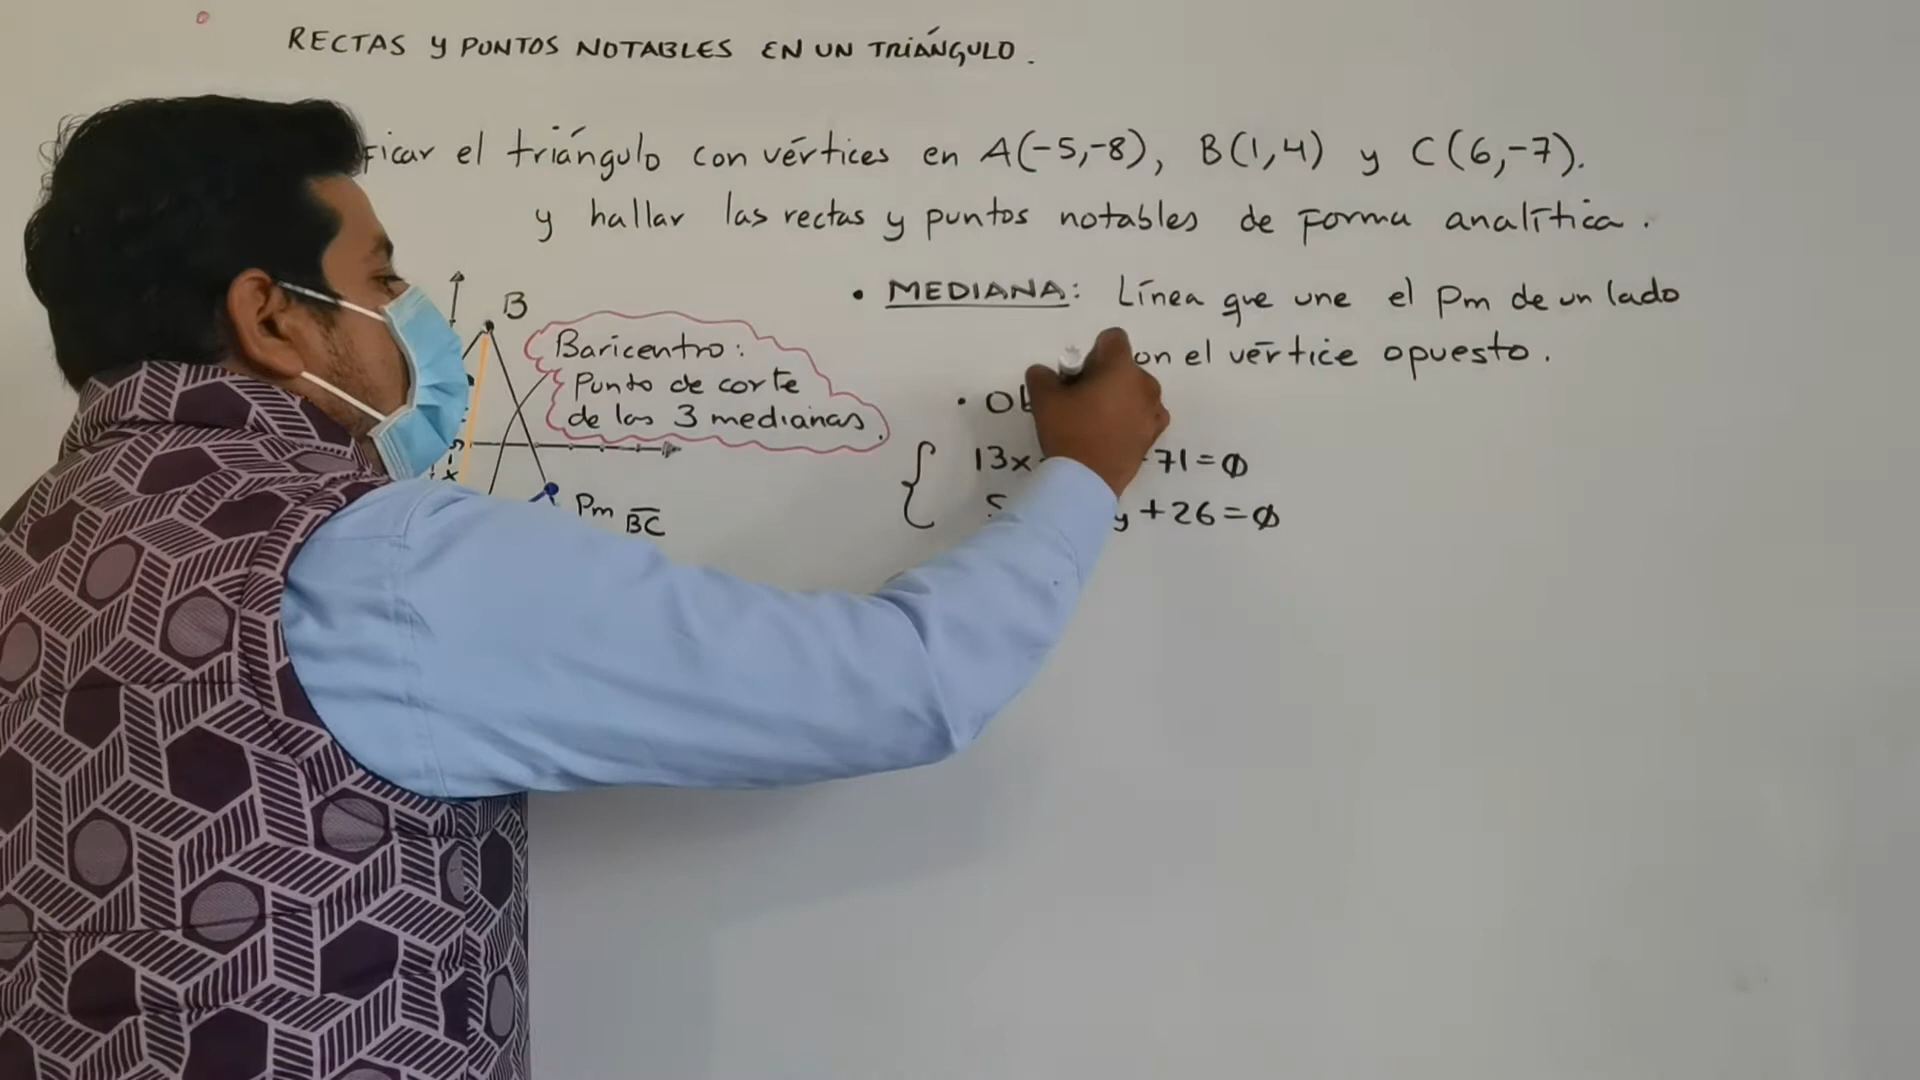 RECTAS Y PUNTOS NOTABLES EN UN TRIÁNGULO.
ficar el triángulo con vértices en A(-5,-8), B(1,4) y C(6,-7).
y hallar las rectas y puntos notables de forma analítica.
B
Baricentro:
Punto de corte
de las 3 medianas.
Pm BC
• MEDIANA: Línea que une el Pm de un lado
on el vértice opuesto.
13x 71=0
5 y+26=0